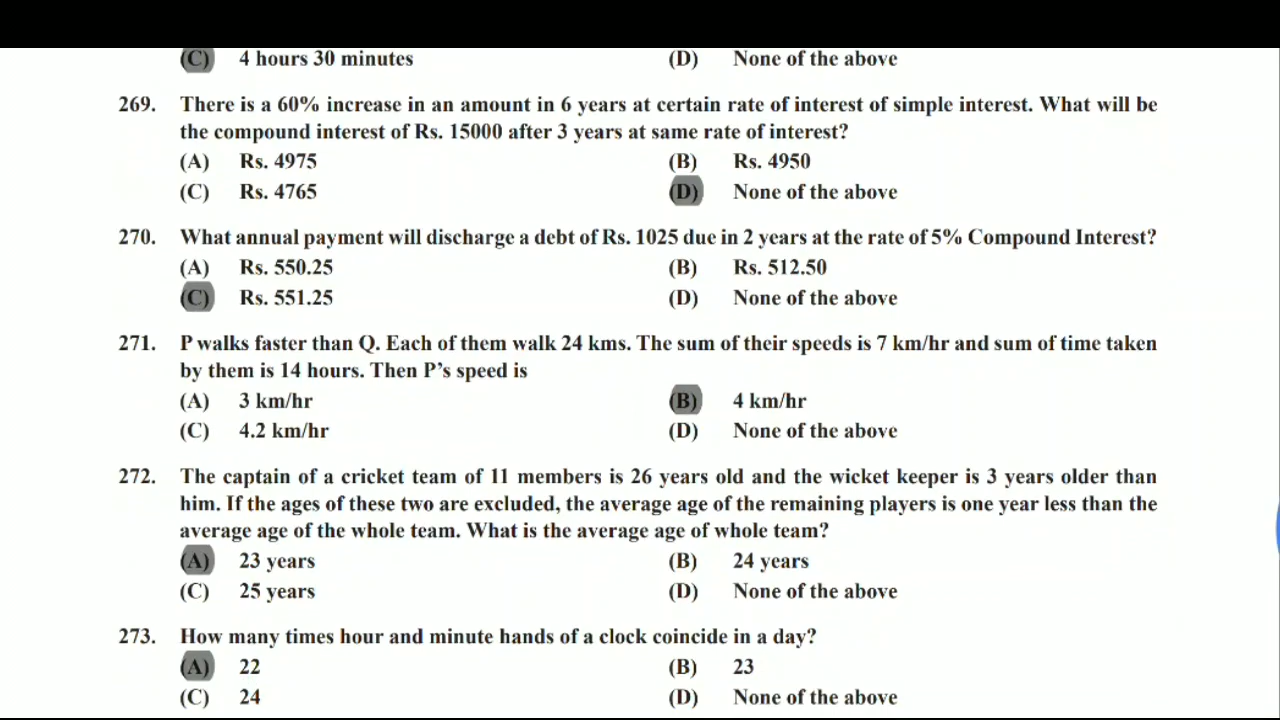 (C) 4 hours 30 minutes (D) None of the above
269. There is a 60% increase in an amount in 6 years at certain rate of interest of simple interest. What will be
the compound interest of Rs. 15000 after 3 years at same rate of interest?
(A) Rs. 4975 (B) Rs. 4950
(C) Rs. 4765 (D) None of the above
270. What annual payment will discharge a debt of Rs. 1025 due in 2 years at the rate of 5% Compound Interest?
(A) Rs. 550.25 (B) Rs. 512.50
(C) Rs. 551.25 (D) None of the above
271. P walks faster than Q. Each of them walk 24 kms. The sum of their speeds is 7 km/hr and sum of time taken
by them is 14 hours. Then P's speed is
(A) 3 km/hr (B) 4 km/hr
(C) 4.2 km/hr (D) None of the above
272. The captain of a cricket team of 11 members is 26 years old and the wicket keeper is 3 years older than
him. If the ages of these two are excluded, the average age of the remaining players is one year less than the
average age of the whole team. What is the average age of whole team?
(A) 23 years (B) 24 years
(C) 25 years (D) None of the above
273. How many times hour and minute hands of a clock coincide in a day?
(A) 22 (B) 23
(C) 24 (D) None of the above